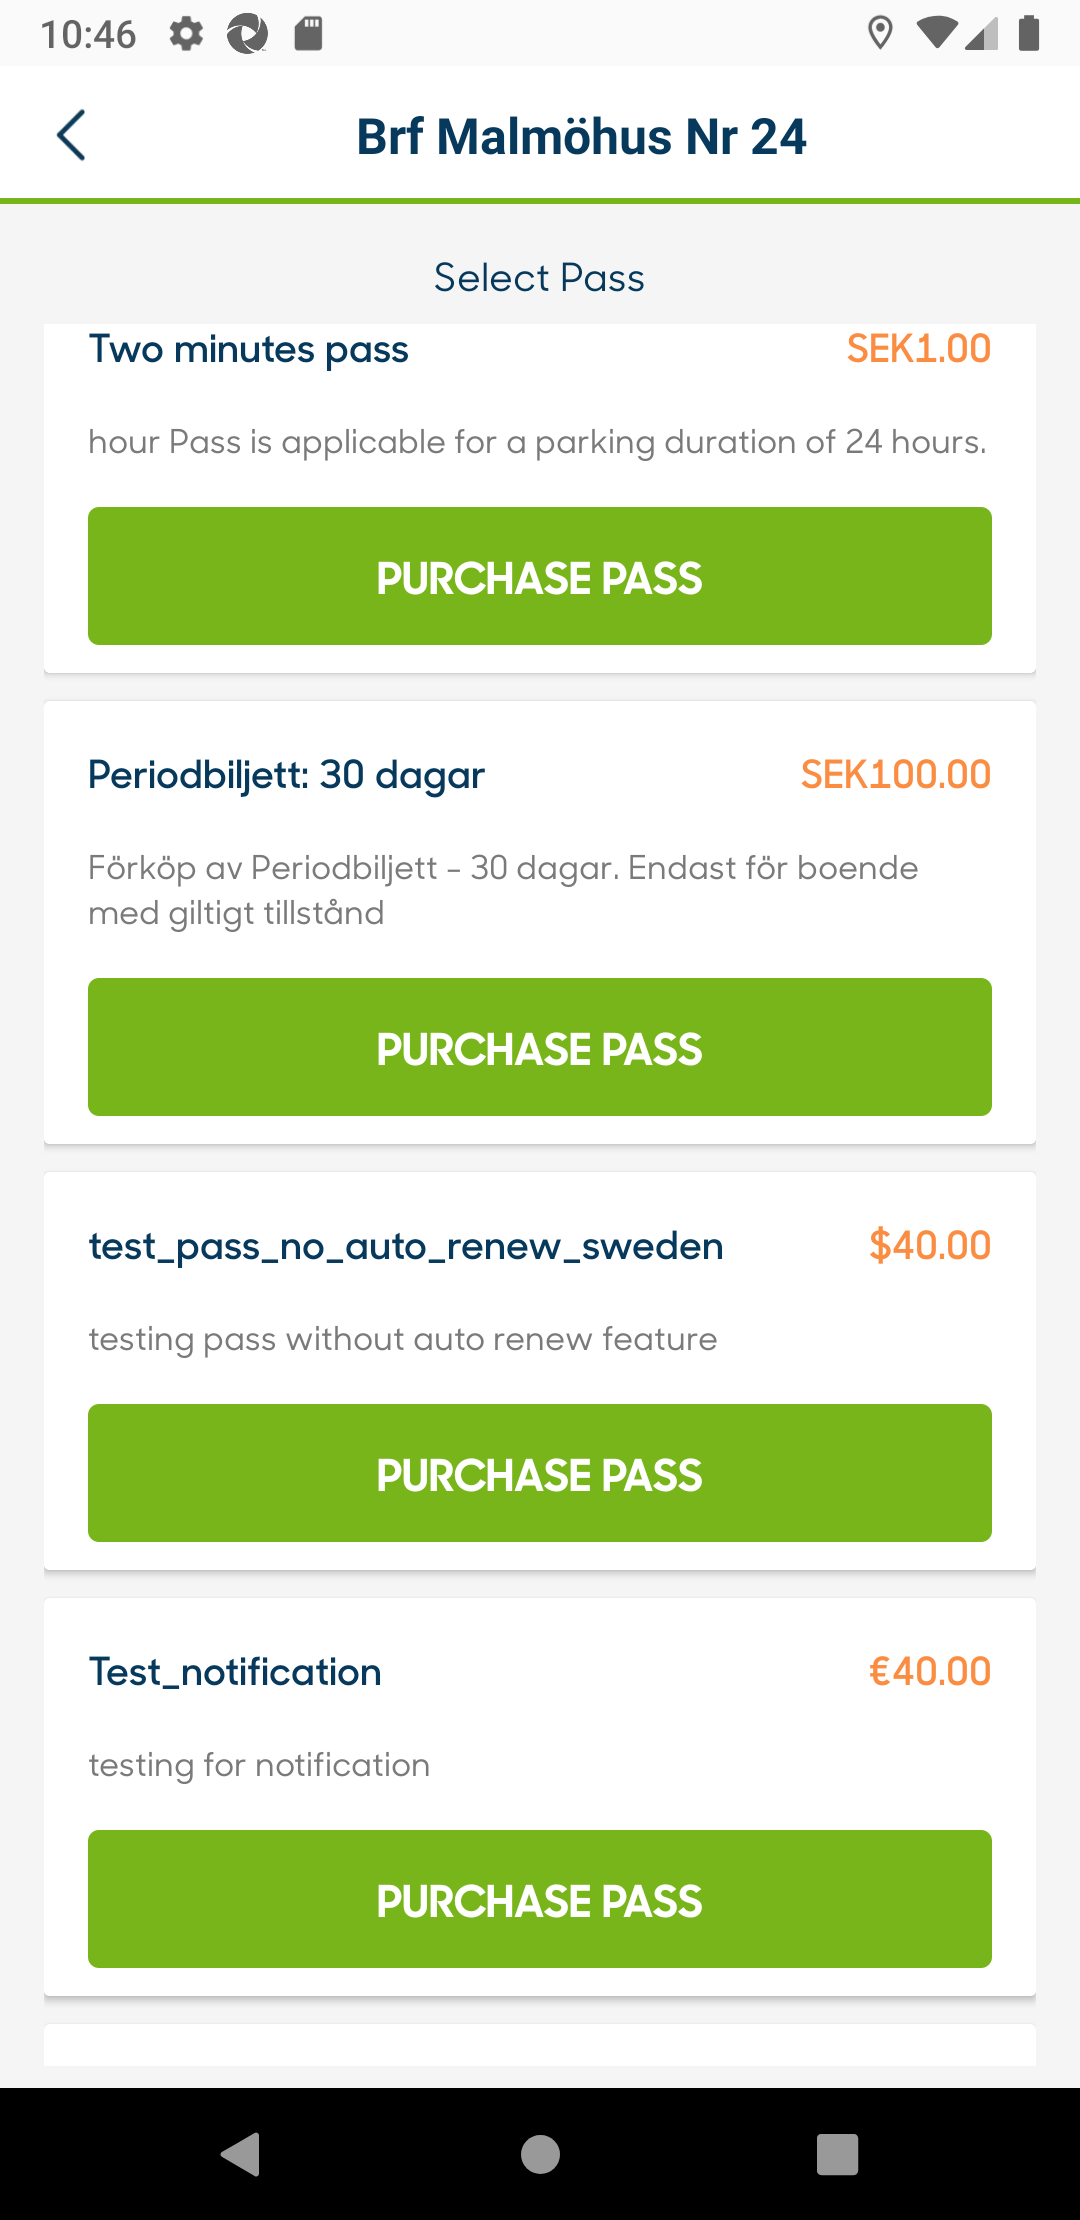 10:46
Brf Malmöhus Nr 24
Select Pass
Two minutes pass SEK1.00
hour Pass is applicable for a parking duration of 24 hours.
PURCHASE PASS
Periodbiljett: 30 dagar SEK100.00
Förköp av Periodbiljett - 30 dagar. Endast för boende
med giltigt tillstånd
PURCHASE PASS
test_pass_no_auto_renew_sweden $40.00
testing pass without auto renew feature
PURCHASE PASS
Test_notification €40.00
testing for notification
PURCHASE PASS